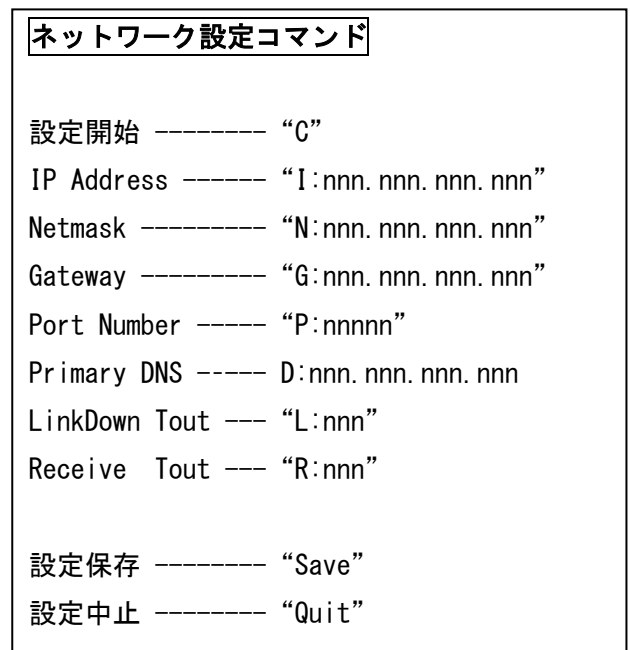 ネットワーク設定コマンド
設定開始 -------- “C”
IP Address ------ “I:nnn.nnn.nnn.nnn”
Netmask --------- “N:nnn.nnn.nnn.nnn”
Gateway --------- “G:nnn.nnn.nnn.nnn”
Port Number ----- “P:nnnnn”
Primary DNS ----- D:nnn.nnn.nnn.nnn
LinkDown Tout --- “L:nnn”
Receive  Tout --- “R:nnn”
設定保存 -------- “Save”
設定中止 -------- “Quit”